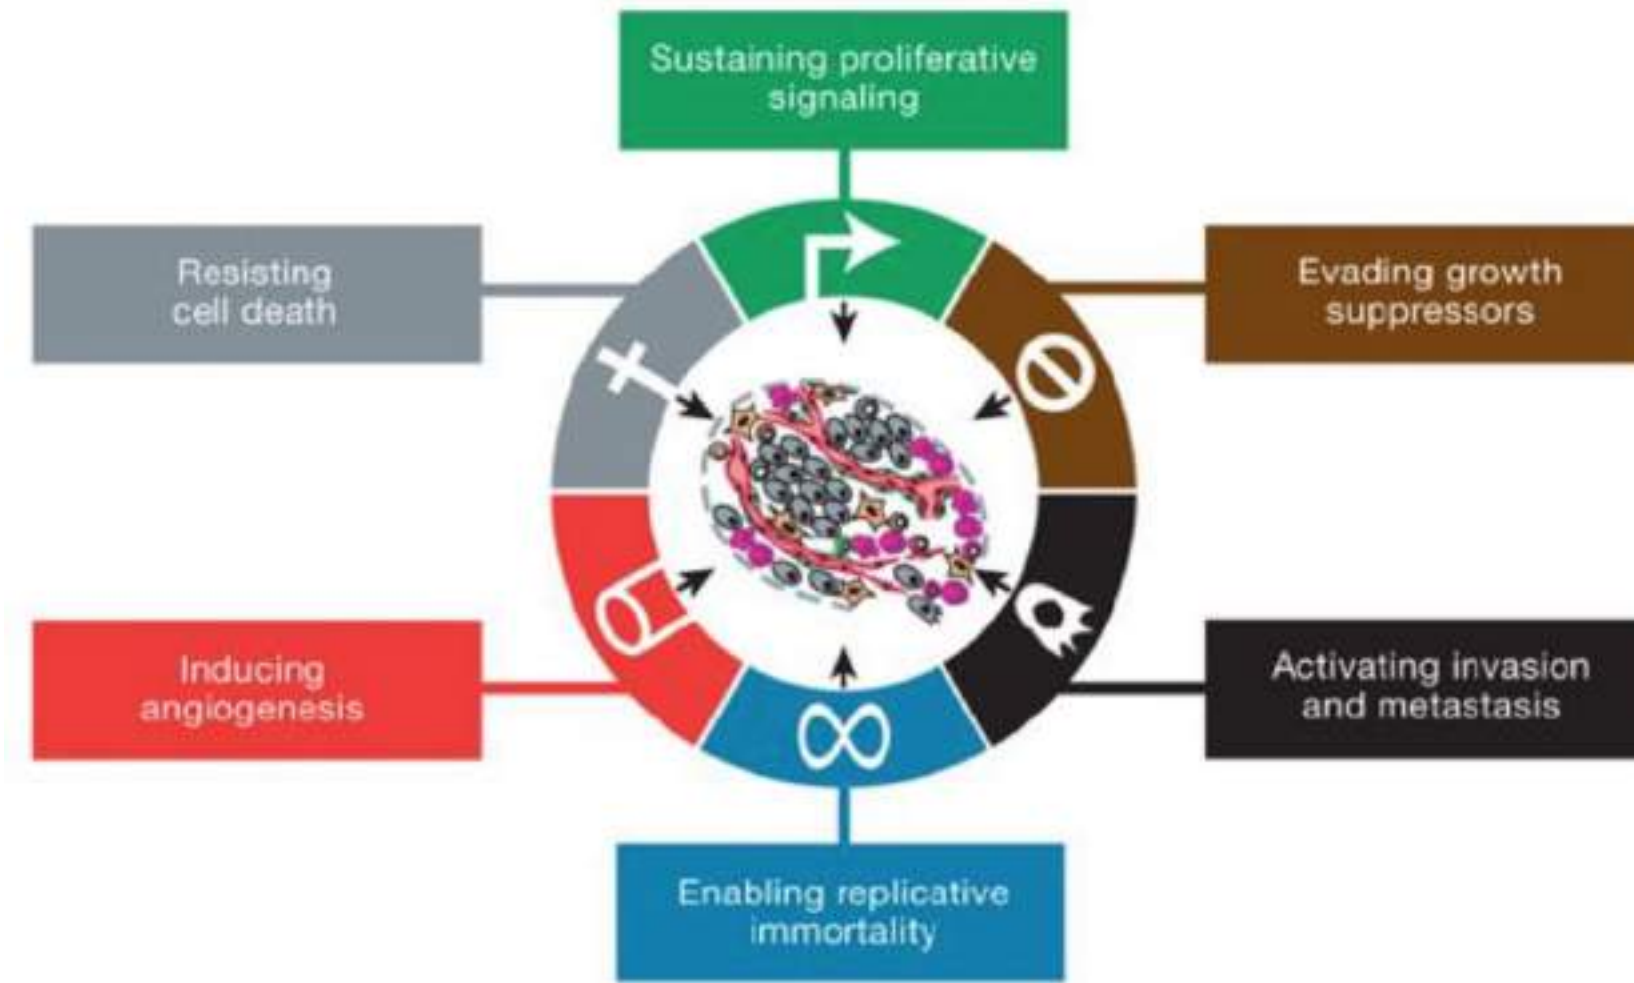 Sustaining proliferative
signaling
Resisting
cell death
Evading growth
suppressors
Inducing
angiogenesis
Activating invasion
and metastasis
Enabling replicative
immortality